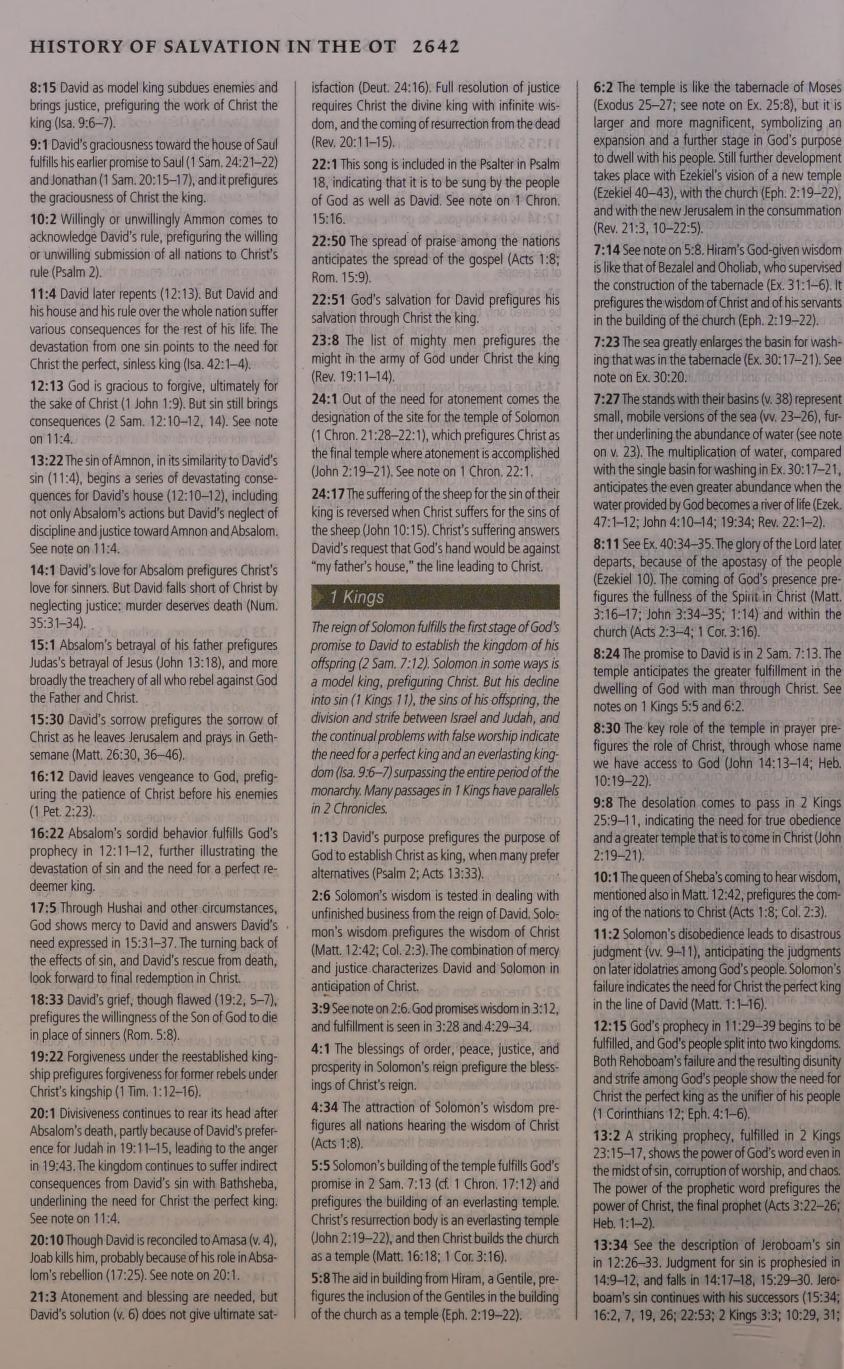 HISTORY OF SALVATION IN THE OT 2642
8:15 David as model king subdues enemies and
brings justice, prefiguring the work of Christ the
king (Isa. 9:6–7).
9:1 David's graciousness toward the house of Saul
fulfills his earlier promise to Saul (1 Sam. 24:21–22)
and Jonathan (1 Sam. 20:15–17), and it prefigures
the graciousness of Christ the king.
10:2 Willingly or unwillingly Ammon comes to
acknowledge David's rule, prefiguring the willing
or unwilling submission of all nations to Christ's
rule (Psalm 2).
11:4 David later repents (12:13). But David and
his house and his rule over the whole nation suffer
various consequences for the rest of his life. The
devastation from one sin points to the need for
Christ the perfect, sinless king (Isa. 42:1–4).
12:13 God is gracious to forgive, ultimately for
the sake of Christ (1 John 1:9). But sin still brings
consequences (2 Sam. 12:10–12, 14). See note
on 11:4.
13:22 The sin of Amnon, in its similarity to David's
sin (11:4), begins a series of devastating conse-
quences for David's house (12:10–12), including
not only Absalom's actions but David's neglect of
discipline and justice toward Amnon and Absalom.
See note on 11:4.
14:1 David's love for Absalom prefigures Christ's
love for sinners. But David falls short of Christ by
neglecting justice: murder deserves death (Num.
35:31–34).
15:1 Absalom's betrayal of his father prefigures
Judas's betrayal of Jesus (John 13:18), and more
broadly the treachery of all who rebel against God
the Father and Christ.
15:30 David's sorrow prefigures the sorrow of
Christ as he leaves Jerusalem and prays in Geth-
semane (Matt. 26:30, 36–46).
16:12 David leaves vengeance to God, prefig-
uring the patience of Christ before his enemies
(1 Pet. 2:23).
16:22 Absalom's sordid behavior fulfills God's
prophecy in 12:11–12, further illustrating the
devastation of sin and the need for a perfect re-
deemer king.
17:5 Through Hushai and other circumstances,
God shows mercy to David and answers David's
need expressed in 15:31–37. The turning back of
the effects of sin, and David's rescue from death,
look forward to final redemption in Christ.
18:33 David's grief, though flawed (19:2, 5–7),
prefigures the willingness of the Son of God to die
in place of sinners (Rom. 5:8).
19:22 Forgiveness under the reestablished king-
ship prefigures forgiveness for former rebels under
Christ's kingship (1 Tim. 1:12–16).
20:1 Divisiveness continues to rear its head after
Absalom's death, partly because of David's prefer-
ence for Judah in 19:11–15, leading to the anger
in 19:43. The kingdom continues to suffer indirect
consequences from David's sin with Bathsheba,
underlining the need for Christ the perfect king.
See note on 11:4.
20:10 Though David is reconciled to Amasa (v. 4),
Joab kills him, probably because of his role in Absa-
lom's rebellion (17:25). See note on 20:1.
21:3 Atonement and blessing are needed, but
David's solution (v. 6) does not give ultimate sat-
isfaction (Deut. 24:16). Full resolution of justice
requires Christ the divine king with infinite wis-
dom, and the coming of resurrection from the dead
(Rev. 20:11–15).
22:1 This song is included in the Psalter in Psalm
18, indicating that it is to be sung by the people
of God as well as David. See note on 1 Chron.
15:16.
22:50 The spread of praise among the nations
anticipates the spread of the gospel (Acts 1:8;
Rom. 15:9).
22:51 God's salvation for David prefigures his
salvation through Christ the king.
23:8 The list of mighty men prefigures the
might in the army of God under Christ the king
(Rev. 19:11–14).
24:1 Out of the need for atonement comes the
designation of the site for the temple of Solomon
(1 Chron. 21:28–22:1), which prefigures Christ as
the final temple where atonement is accomplished
(John 2:19–21). See note on 1 Chron. 22:1.
24:17 The suffering of the sheep for the sin of their
king is reversed when Christ suffers for the sins of
the sheep (John 10:15). Christ's suffering answers
David's request that God's hand would be against
"my father's house," the line leading to Christ.
1 Kings
The reign of Solomon fulfills the first stage of God's
promise to David to establish the kingdom of his
offspring (2 Sam. 7:12). Solomon in some ways is
a model king, prefiguring Christ. But his decline
into sin (1 Kings 11), the sins of his offspring, the
division and strife between Israel and Judah, and
the continual problems with false worship indicate
the need for a perfect king and an everlasting king-
dom (Isa. 9:6–7) surpassing the entire period of the
monarchy. Many passages in 1 Kings have parallels
in 2 Chronicles.
1:13 David's purpose prefigures the purpose of
God to establish Christ as king, when many prefer
alternatives (Psalm 2; Acts 13:33).
2:6 Solomon's wisdom is tested in dealing with
unfinished business from the reign of David. Solo-
mon's wisdom prefigures the wisdom of Christ
(Matt. 12:42; Col. 2:3). The combination of mercy
and justice characterizes David and Solomon in
anticipation of Christ.
3:9 See note on 2:6. God promises wisdom in 3:12,
and fulfillment is seen in 3:28 and 4:29–34.
4:1 The blessings of order, peace, justice, and
prosperity in Solomon's reign prefigure the bless-
ings of Christ's reign.
4:34 The attraction of Solomon's wisdom pre-
figures all nations hearing the wisdom of Christ
(Acts 1:8).
5:5 Solomon's building of the temple fulfills God's
promise in 2 Sam. 7:13 (cf. 1 Chron. 17:12) and
prefigures the building of an everlasting temple.
Christ's resurrection body is an everlasting temple
(John 2:19–22), and then Christ builds the church
as a temple (Matt. 16:18; 1 Cor. 3:16).
5:8 The aid in building from Hiram, a Gentile, pre-
figures the inclusion of the Gentiles in the building
of the church as a temple (Eph. 2:19–22).
6:2 The temple is like the tabernacle of Moses
(Exodus 25–27; see note on Ex. 25:8), but it is
larger and more magnificent, symbolizing an
expansion and a further stage in God's purpose
to dwell with his people. Still further development
takes place with Ezekiel's vision of a new temple
(Ezekiel 40–43), with the church (Eph. 2:19–22),
and with the new Jerusalem in the consummation
(Rev. 21:3, 10–22:5).
7:14 See note on 5:8. Hiram's God-given wisdom
is like that of Bezalel and Oholiab, who supervised
the construction of the tabernacle (Ex. 31:1–6). It
prefigures the wisdom of Christ and of his servants
in the building of the church (Eph. 2:19–22).
7:23 The sea greatly enlarges the basin for wash-
ing that was in the tabernacle (Ex. 30:17–21). See
note on Ex. 30:20.
7:27 The stands with their basins (v. 38) represent
small, mobile versions of the sea (vv. 23–26), fur-
ther underlining the abundance of water (see note
on v. 23). The multiplication of water, compared
with the single basin for washing in Ex. 30:17–21,
anticipates the even greater abundance when the
water provided by God becomes a river of life (Ezek.
47:1–12; John 4:10–14; 19:34; Rev. 22:1–2).
8:11 See Ex. 40:34–35. The glory of the Lord later
departs, because of the apostasy of the people
(Ezekiel 10). The coming of God's presence pre-
figures the fullness of the Spirit in Christ (Matt.
3:16–17; John 3:34–35; 1:14) and within the
church (Acts 2:3–4; 1 Cor. 3:16).
8:24 The promise to David is in 2 Sam. 7:13. The
temple anticipates the greater fulfillment in the
dwelling of God with man through Christ. See
notes on 1 Kings 5:5 and 6:2.
8:30 The key role of the temple in prayer pre-
figures the role of Christ, through whose name
we have access to God (John 14:13–14; Heb.
10:19–22).
9:8 The desolation comes to pass in 2 Kings
25:9–11, indicating the need for true obedience
and a greater temple that is to come in Christ (John
2:19–21).
10:1 The queen of Sheba's coming to hear wisdom,
mentioned also in Matt. 12:42, prefigures the com-
ing of the nations to Christ (Acts 1:8; Col. 2:3).
11:2 Solomon's disobedience leads to disastrous
judgment (vv. 9–11), anticipating the judgments
on later idolatries among God's people. Solomon's
failure indicates the need for Christ the perfect king
in the line of David (Matt. 1:1–16).
12:15 God's prophecy in 11:29–39 begins to be
fulfilled, and God's people split into two kingdoms.
Both Rehoboam's failure and the resulting disunity
and strife among God's people show the need for
Christ the perfect king as the unifier of his people
(1 Corinthians 12; Eph. 4:1–6).
13:2 A striking prophecy, fulfilled in 2 Kings
23:15–17, shows the power of God's word even in
the midst of sin, corruption of worship, and chaos.
The power of the prophetic word prefigures the
power of Christ, the final prophet (Acts 3:22–26;
Heb. 1:1–2).
13:34 See the description of Jeroboam's sin
in 12:26–33. Judgment for sin is prophesied in
14:9–12, and falls in 14:17–18, 15:29–30. Jero-
boam's sin continues with his successors (15:34;
16:2, 7, 19, 26; 22:53; 2 Kings 3:3; 10:29, 31;